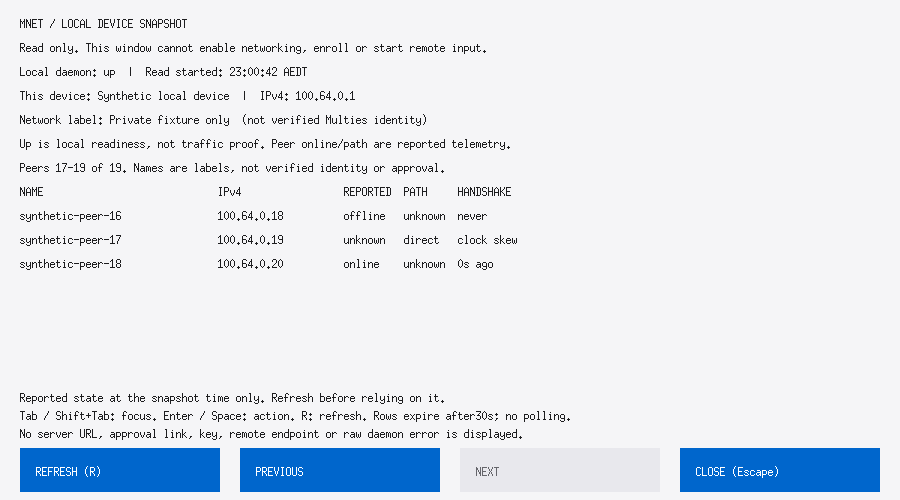 MNET / LOCAL DEVICE SNAPSHOT
Read only. This window cannot enable networking, enroll or start remote input.
Local daemon: up | Read started: 23:00:42 AEDT
This device: Synthetic local device | IPv4: 100.64.0.1
Network label: Private fixture only (not verified Multies identity)
Up is local readiness, not traffic proof. Peer online/path are reported telemetry.
Peers 17-19 of 19. Names are labels, not verified identity or approval.
NAME IPv4 REPORTED PATH HANDSHAKE
synthetic-peer-16 100.64.0.18 offline unknown never
synthetic-peer-17 100.64.0.19 unknown direct clock skew
synthetic-peer-18 100.64.0.20 online unknown 0s ago
Reported state at the snapshot time only. Refresh before relying on it.
Tab / Shift+Tab: focus. Enter / Space: action. R: refresh. Rows expire after30s; no polling.
No server URL, approval link, key, remote endpoint or raw daemon error is displayed.
REFRESH (R) PREVIOUS NEXT CLOSE (Escape)